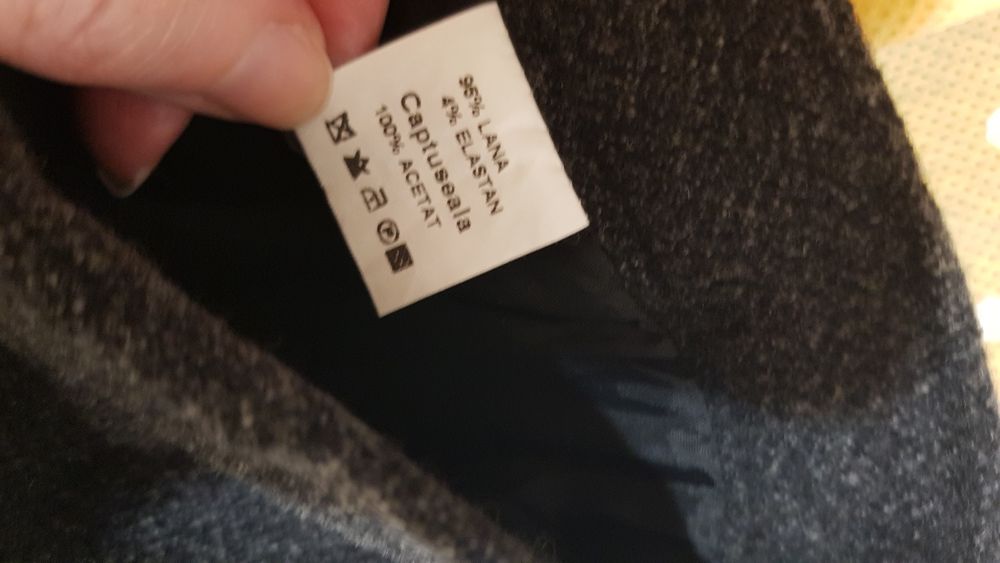 96% LANA
4% ELASTAN
Captuseala
100% ACETAT
P